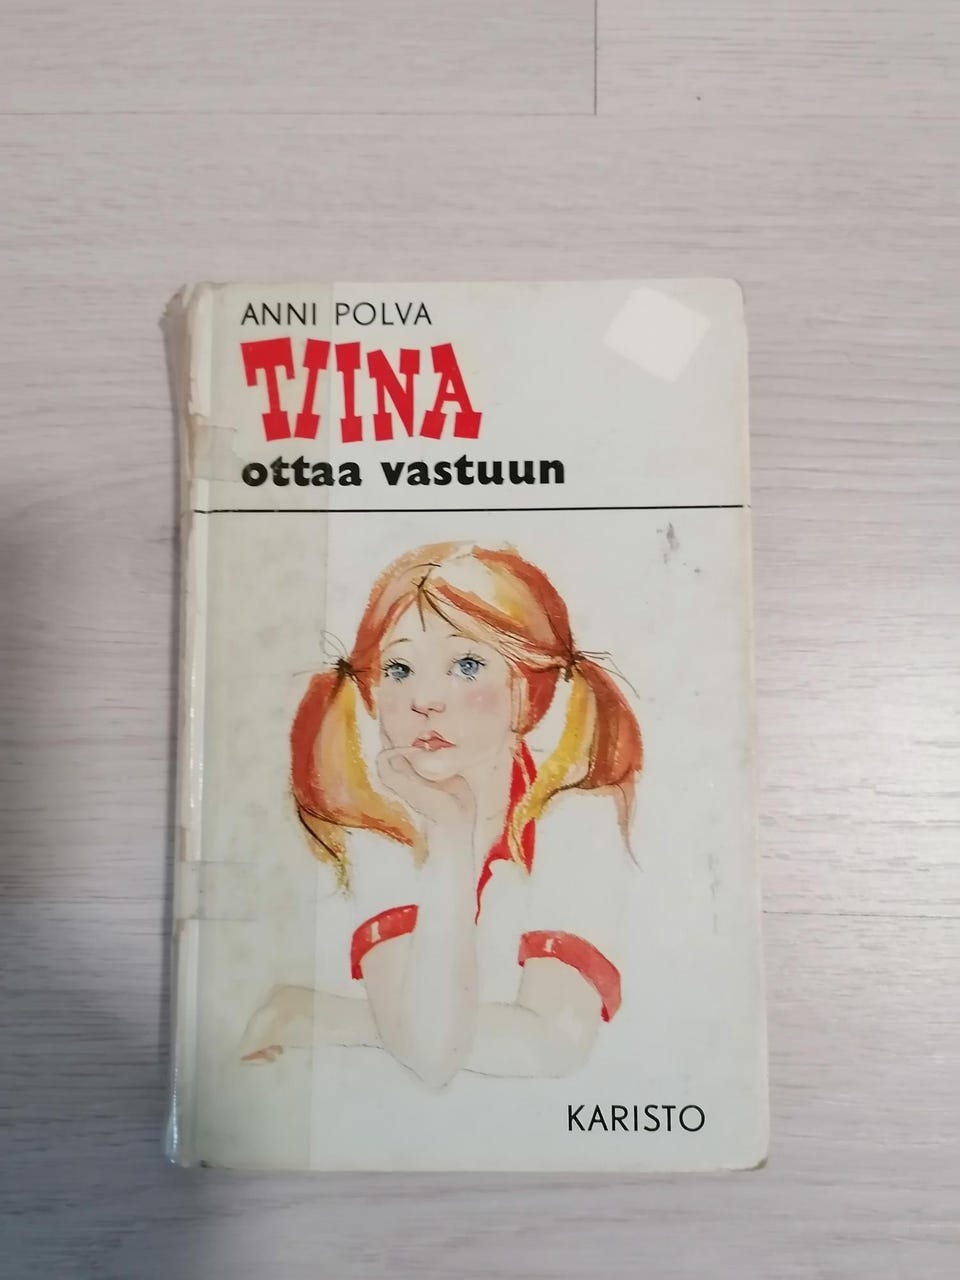 ANNI POLVA
TIINA
ottaa vastuun
KARISTO